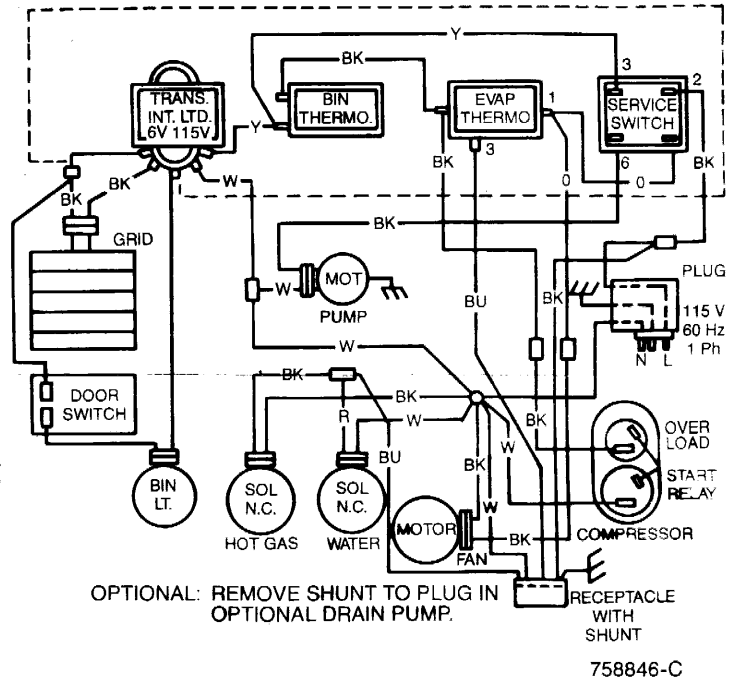 Y
BK
3
2
TRANS.
INT. LTD.
6V 115V
BIN
THERMO.
EVAP
THERMO
1
SERVICE
SWITCH
Y
3
6
BK
BK
BK
BK
W
0
0
BK
GRID
MOT
W
PUMP
BU
BK
PLUG
115 V
60 Hz
1 Ph
N L
W
BK
BK
DOOR
SWITCH
R
W
BK
W
OVER
LOAD
BU
BK
START
RELAY
BIN
LT.
SOL
N.C.
SOL
N.C.
W
MOTOR
BK
COMPRESSOR
HOT GAS
WATER
FAN
OPTIONAL: REMOVE SHUNT TO PLUG IN
OPTIONAL DRAIN PUMP.
RECEPTACLE
WITH
SHUNT
758846-C